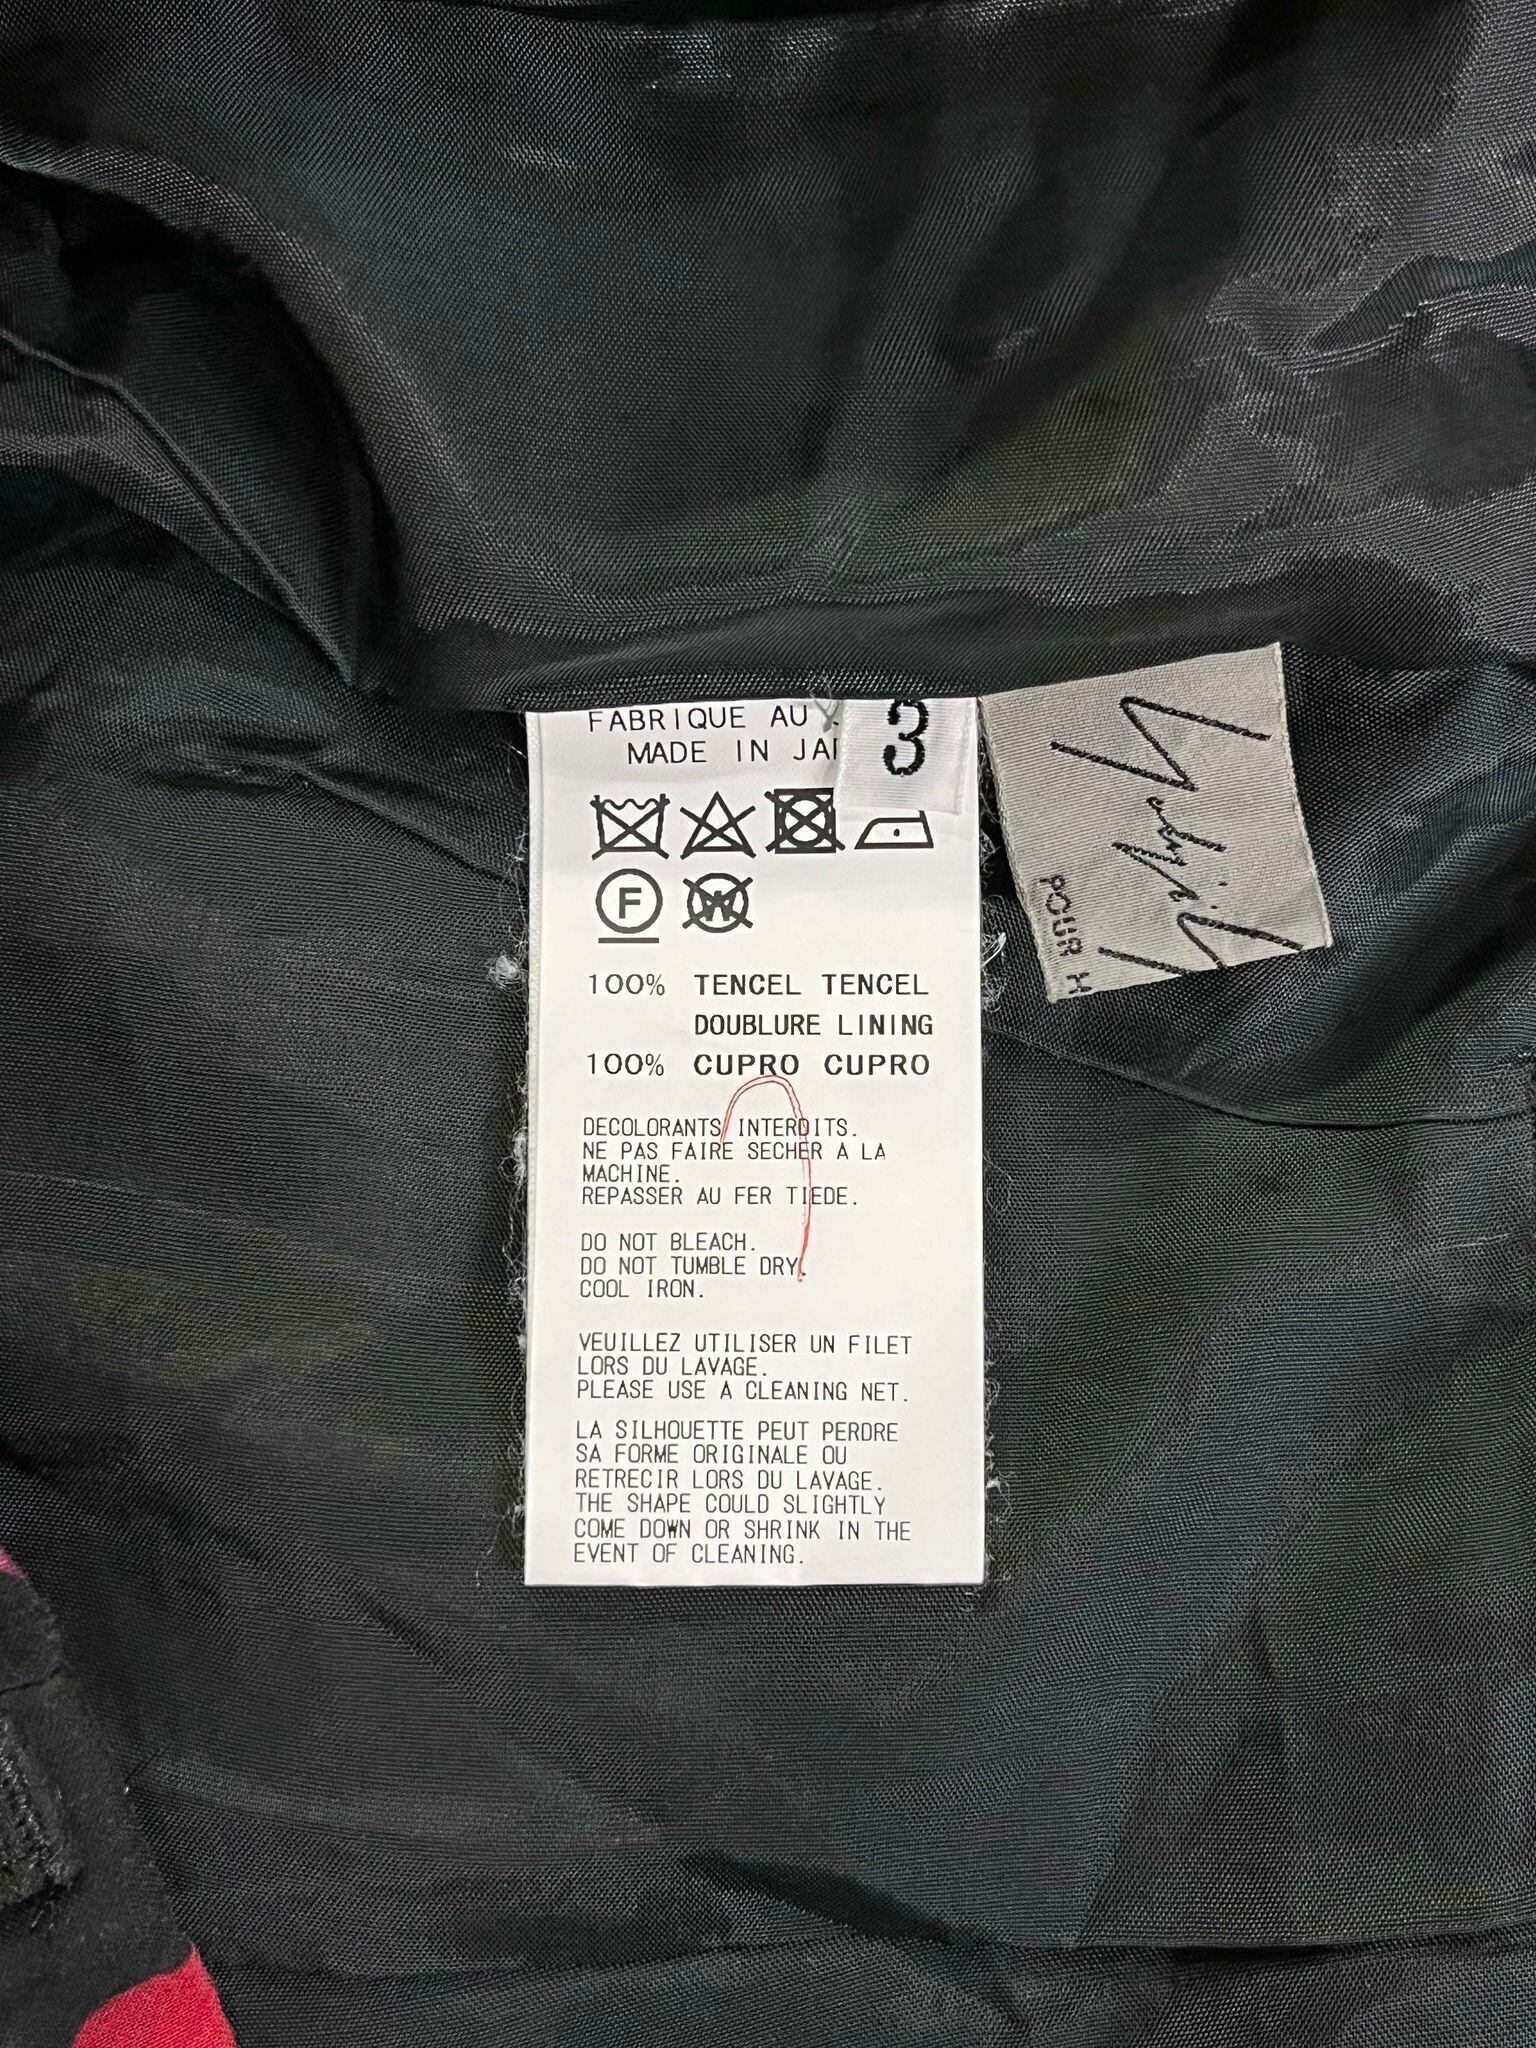 FABRIQUE AU
MADE IN
3
POUR
F
W
100% TENCEL TENCEL
DOUBLURE LINING
100% CUPRO CUPRO
DECOLORANTS INTERDITS.
NE PAS FAIRE SECHER A LA
MACHINE.
REPASSER AU FER TIEDE.
DO NOT BLEACH.
DO NOT TUMBLE DRY.
COOL IRON.
VEUILLEZ UTILISER UN FILET
LORS DU LAVAGE.
PLEASE USE A CLEANING NET.
LA SILHOUETTE PEUT PERDRE
SA FORME ORIGINALE OU
RETRECIR LORS DU LAVAGE.
THE SHAPE COULD SLIGHTLY
COME DOWN OR SHRINK IN THE
EVENT OF CLEANING.